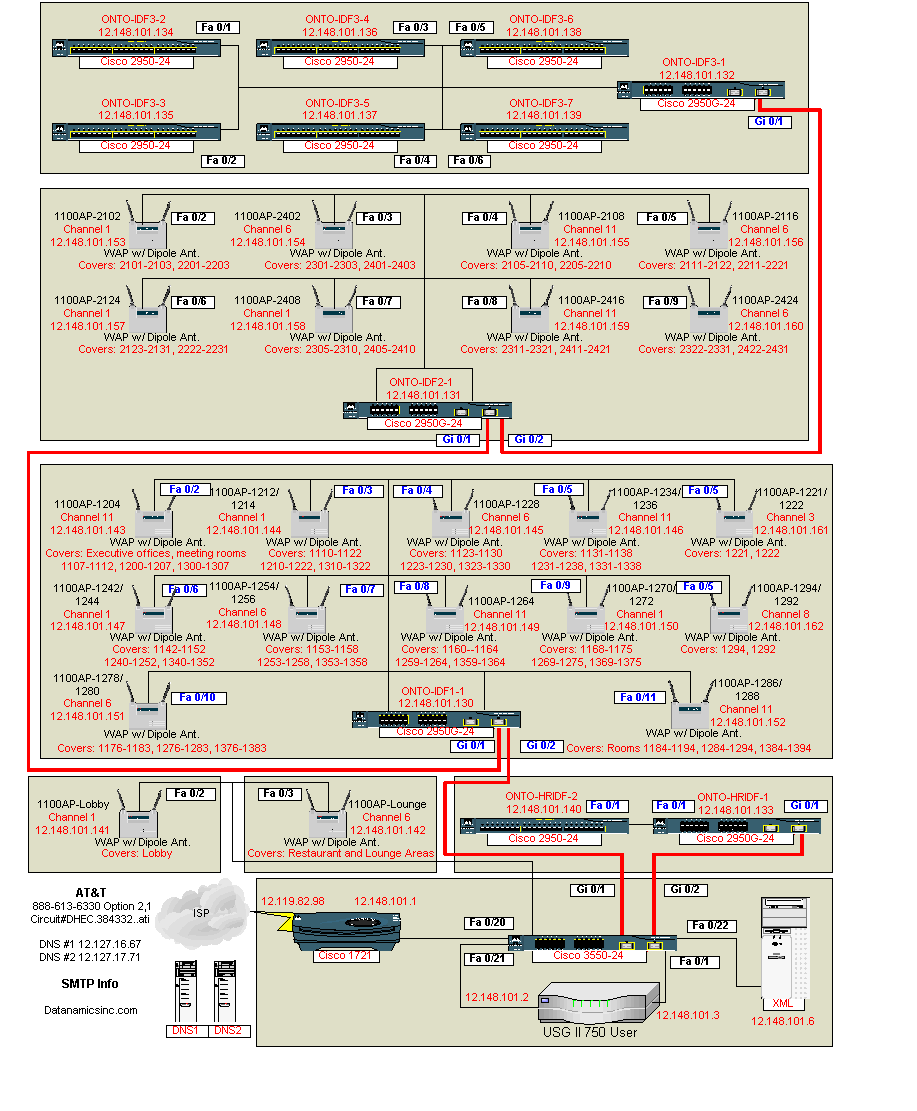 ONTO-IDF3-2
12.148.101.134
Fa 0/1
Cisco 2950-24
ONTO-IDF3-4
12.148.101.136
Fa 0/3
Cisco 2950-24
Fa 0/5
ONTO-IDF3-6
12.148.101.138
Cisco 2950-24
ONTO-IDF3-1
12.148.101.132
Cisco 2950G-24
Gi 0/1
ONTO-IDF3-3
12.148.101.135
Cisco 2950-24
Fa 0/2
ONTO-IDF3-5
12.148.101.137
Cisco 2950-24
Fa 0/4
ONTO-IDF3-7
12.148.101.139
Cisco 2950-24
Fa 0/6
1100AP-2102
Channel 1
12.148.101.153
Fa 0/2
WAP w/ Dipole Ant.
Covers: 2101-2103, 2201-2203
1100AP-2402
Channel 6
12.148.101.154
Fa 0/3
WAP w/ Dipole Ant.
Covers: 2301-2303, 2401-2403
Fa 0/4
1100AP-2108
Channel 11
12.148.101.155
WAP w/ Dipole Ant.
Covers: 2105-2110, 2205-2210
Fa 0/5
1100AP-2116
Channel 6
12.148.101.156
WAP w/ Dipole Ant.
Covers: 2111-2122, 2211-2221
1100AP-2124
Channel 1
12.148.101.157
Fa 0/6
WAP w/ Dipole Ant.
Covers: 2123-2131, 2222-2231
1100AP-2408
Channel 1
12.148.101.158
Fa 0/7
WAP w/ Dipole Ant.
Covers: 2305-2310, 2405-2410
Fa 0/8
1100AP-2416
Channel 11
12.148.101.159
WAP w/ Dipole Ant.
Covers: 2311-2321, 2411-2421
Fa 0/9
1100AP-2424
Channel 6
12.148.101.160
WAP w/ Dipole Ant.
Covers: 2322-2331, 2422-2431
ONTO-IDF2-1
12.148.101.131
Cisco 2950G-24
Gi 0/1
Gi 0/2
1100AP-1204
Channel 11
12.148.101.143
Fa 0/2
WAP w/ Dipole Ant.
Covers: Executive offices, meeting rooms
1107-1112, 1200-1207, 1300-1307
1100AP-1212/
1214
Channel 1
12.148.101.144
Fa 0/3
WAP w/ Dipole Ant.
Covers: 1110-1122
1210-1222, 1310-1322
Fa 0/4
1100AP-1228
Channel 6
12.148.101.145
WAP w/ Dipole Ant.
Covers: 1123-1130
1223-1230, 1323-1330
Fa 0/5
1100AP-1234/
1236
Channel 11
12.148.101.146
WAP w/ Dipole Ant.
Covers: 1131-1138
1231-1238, 1331-1338
Fa 0/5
1100AP-1221/
1222
Channel 3
12.148.101.161
WAP w/ Dipole Ant.
Covers: 1221, 1222
1100AP-1242/
1244
Channel 1
12.148.101.147
Fa 0/6
WAP w/ Dipole Ant.
Covers: 1142-1152
1240-1252, 1340-1352
1100AP-1254/
1256
Channel 6
12.148.101.148
Fa 0/7
WAP w/ Dipole Ant.
Covers: 1153-1158
1253-1258, 1353-1358
Fa 0/8
1100AP-1264
Channel 11
12.148.101.149
WAP w/ Dipole Ant.
Covers: 1160--1164
1259-1264, 1359-1364
Fa 0/9
1100AP-1270/
1272
Channel 1
12.148.101.150
WAP w/ Dipole Ant.
Covers: 1168-1175
1269-1275, 1369-1375
Fa 0/5
1100AP-1294/
1292
Channel 8
12.148.101.162
WAP w/ Dipole Ant.
Covers: 1294, 1292
1100AP-1278/
1280
Channel 6
12.148.101.151
Fa 0/10
WAP w/ Dipole Ant.
Covers: 1176-1183, 1276-1283, 1376-1383
ONTO-IDF1-1
12.148.101.130
Cisco 2950G-24
Gi 0/1
Gi 0/2
Fa 0/11
1100AP-1286/
1288
Channel 11
12.148.101.152
WAP w/ Dipole Ant.
Covers: Rooms 1184-1194, 1284-1294, 1384-1394
1100AP-Lobby
Channel 1
12.148.101.141
Fa 0/2
WAP w/ Dipole Ant.
Covers: Lobby
Fa 0/3
1100AP-Lounge
Channel 6
12.148.101.142
WAP w/ Dipole Ant.
Covers: Restaurant and Lounge Areas
ONTO-HRIDF-2
12.148.101.140
Fa 0/1
Cisco 2950-24
Fa 0/1
ONTO-HRIDF-1
12.148.101.133
Gi 0/1
Cisco 2950G-24
AT&T
888-613-6330 Option 2,1
Circuit#DHEC.384332..ati
DNS #1 12.127.16.67
DNS #2 12.127.17.71
SMTP Info
Datanamicsinc.com
ISP
DNS1
DNS2
12.119.82.98
12.148.101.1
Cisco 1721
Gi 0/1
Gi 0/2
Fa 0/20
Fa 0/21
Fa 0/22
Fa 0/1
Cisco 3550-24
12.148.101.2
12.148.101.3
USG II 750 User
XML
12.148.101.6